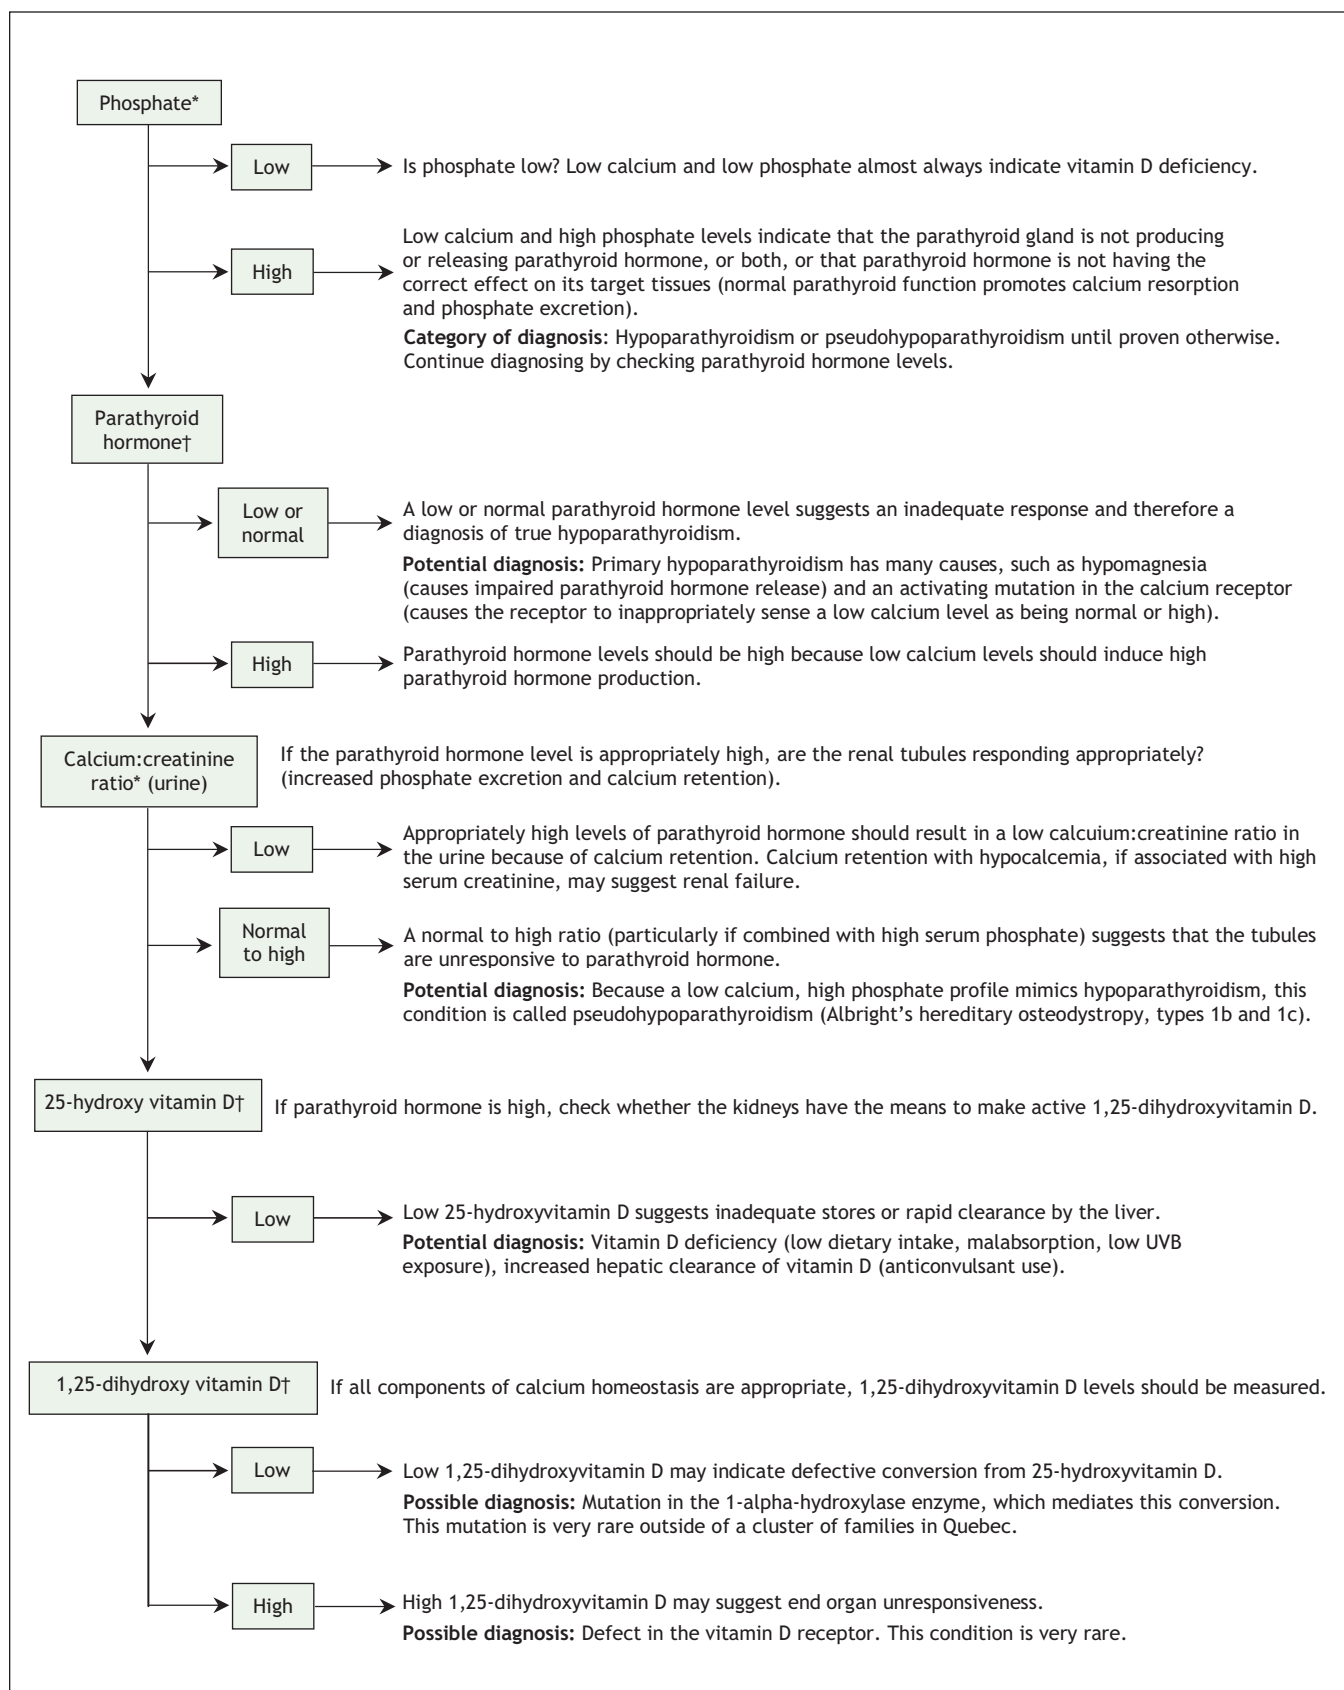 Phosphate*
Low
Is phosphate low? Low calcium and low phosphate almost always indicate vitamin D deficiency.
High
Low calcium and high phosphate levels indicate that the parathyroid gland is not producing
or releasing parathyroid hormone, or both, or that parathyroid hormone is not having the
correct effect on its target tissues (normal parathyroid function promotes calcium resorption
and phosphate excretion).
Category of diagnosis: Hypoparathyroidism or pseudohypoparathyroidism until proven otherwise.
Continue diagnosing by checking parathyroid hormone levels.
Parathyroid
hormone†
Low or
normal
A low or normal parathyroid hormone level suggests an inadequate response and therefore a
diagnosis of true hypoparathyroidism.
Potential diagnosis: Primary hypoparathyroidism has many causes, such as hypomagnesia
(causes impaired parathyroid hormone release) and an activating mutation in the calcium receptor
(causes the receptor to inappropriately sense a low calcium level as being normal or high).
High
Parathyroid hormone levels should be high because low calcium levels should induce high
parathyroid hormone production.
Calcium:creatinine
ratio* (urine)
If the parathyroid hormone level is appropriately high, are the renal tubules responding appropriately?
(increased phosphate excretion and calcium retention).
Low
Appropriately high levels of parathyroid hormone should result in a low calcuium:creatinine ratio in
the urine because of calcium retention. Calcium retention with hypocalcemia, if associated with high
serum creatinine, may suggest renal failure.
Normal
to high
A normal to high ratio (particularly if combined with high serum phosphate) suggests that the tubules
are unresponsive to parathyroid hormone.
Potential diagnosis: Because a low calcium, high phosphate profile mimics hypoparathyroidism, this
condition is called pseudohypoparathyroidism (Albright's hereditary osteodystropy, types 1b and 1c).
25-hydroxy vitamin D†
If parathyroid hormone is high, check whether the kidneys have the means to make active 1,25-dihydroxyvitamin D.
Low
Low 25-hydroxyvitamin D suggests inadequate stores or rapid clearance by the liver.
Potential diagnosis: Vitamin D deficiency (low dietary intake, malabsorption, low UVB
exposure), increased hepatic clearance of vitamin D (anticonvulsant use).
1,25-dihydroxy vitamin D†
If all components of calcium homeostasis are appropriate, 1,25-dihydroxyvitamin D levels should be measured.
Low
Low 1,25-dihydroxyvitamin D may indicate defective conversion from 25-hydroxyvitamin D.
Possible diagnosis: Mutation in the 1-alpha-hydroxylase enzyme, which mediates this conversion.
This mutation is very rare outside of a cluster of families in Quebec.
High
High 1,25-dihydroxyvitamin D may suggest end organ unresponsiveness.
Possible diagnosis: Defect in the vitamin D receptor. This condition is very rare.